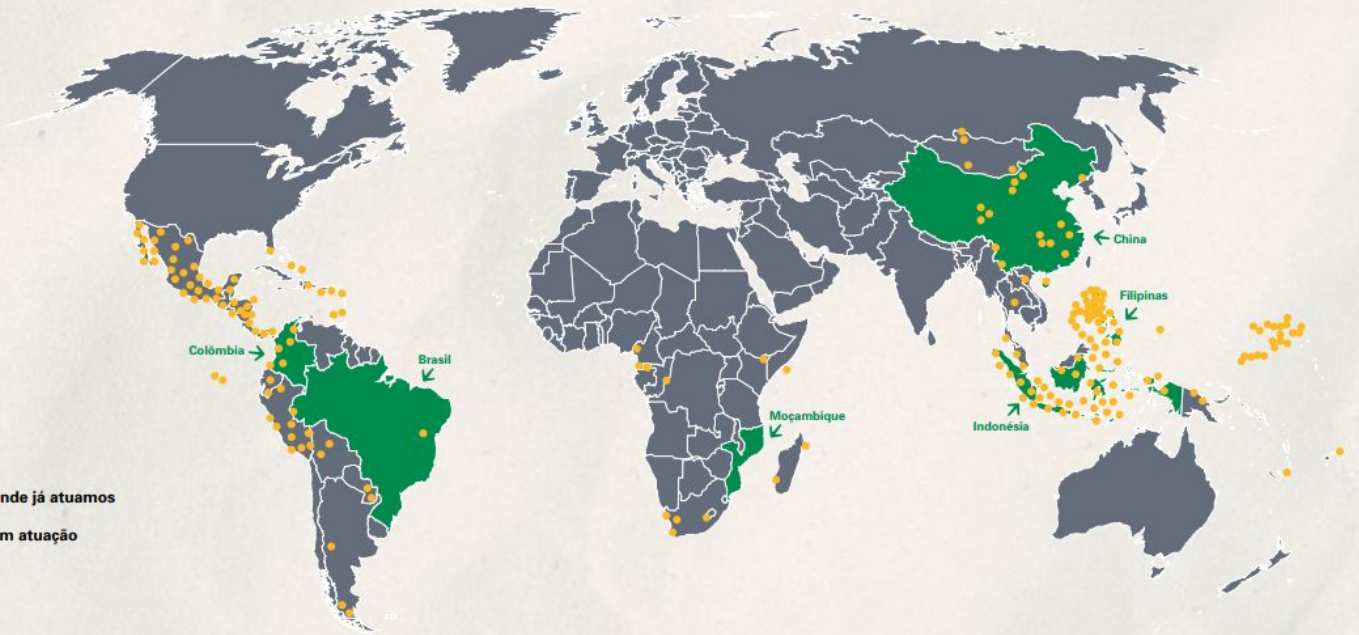 China
Filipinas
Colômbia
Brasil
Moçambique
Indonésia
nde já atuamos
m atuação